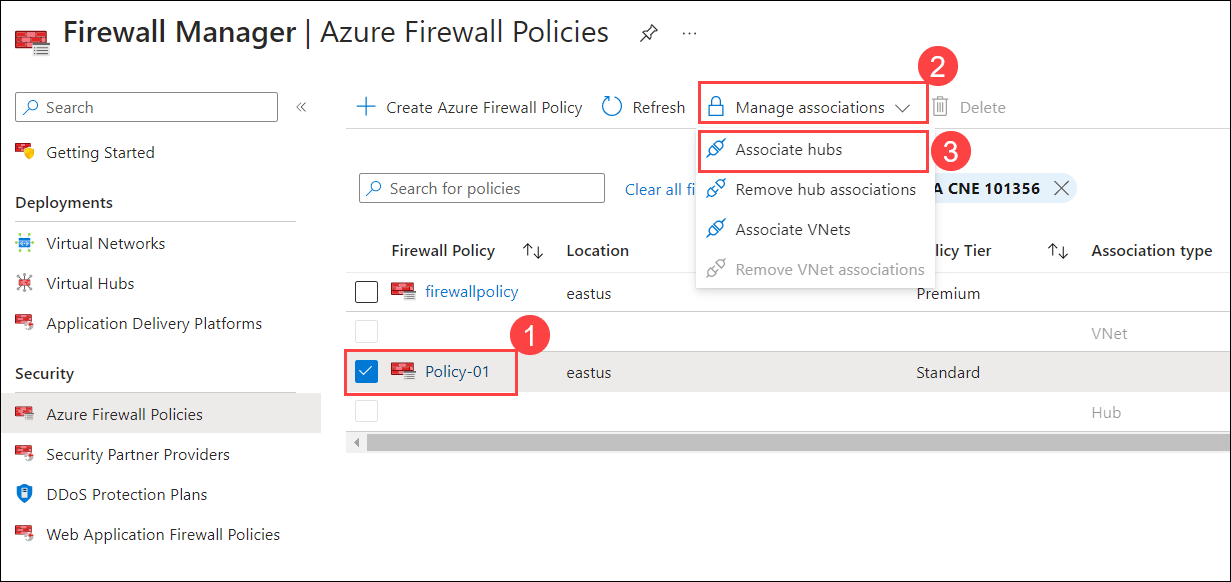 Firewall Manager | Azure Firewall Policies
...
Search
«
Getting Started
Deployments
Virtual Networks
Virtual Hubs
Application Delivery Platforms
Security
Azure Firewall Policies
Security Partner Providers
DDoS Protection Plans
Web Application Firewall Policies
Create Azure Firewall Policy Refresh Manage associations Delete
2
Associate hubs
3
Remove hub associations
Associate VNets
Remove VNet associations
Search for policies Clear all fi A CNE 101356
Firewall Policy Location licy Tier Association type
firewallpolicy eastus Premium
VNet
1
Policy-01 eastus Standard
Hub